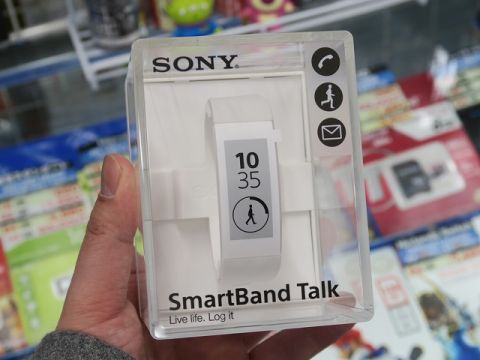 SONY
10
35
SmartBand Talk
Live life. Log it